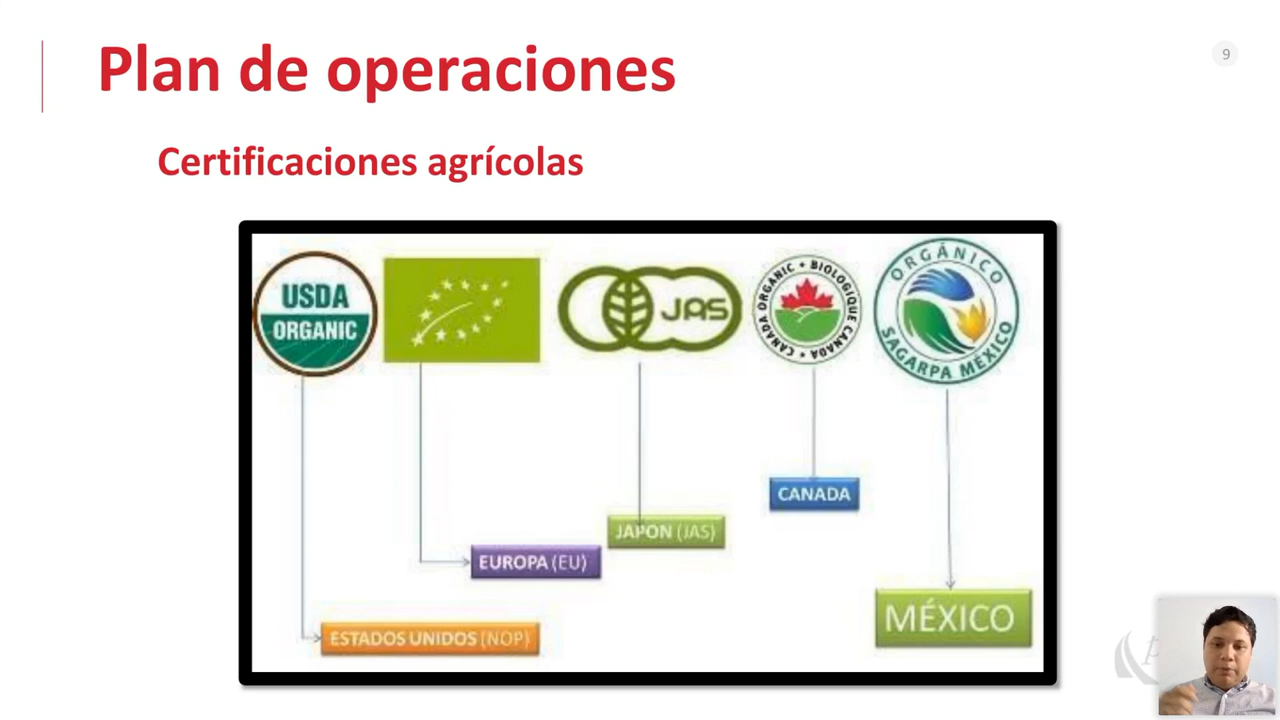 Plan de operaciones
9
Certificaciones agrícolas
USDA
ORGANIC
JAS
CANADA ORGANIC • BIOLOGIQUE CANADA •
ORGÁNICO
SAGARPA MÉXICO
CANADA
JAPON (JAS)
EUROPA (EU)
MÉXICO
ESTADOS UNIDOS (NOP)